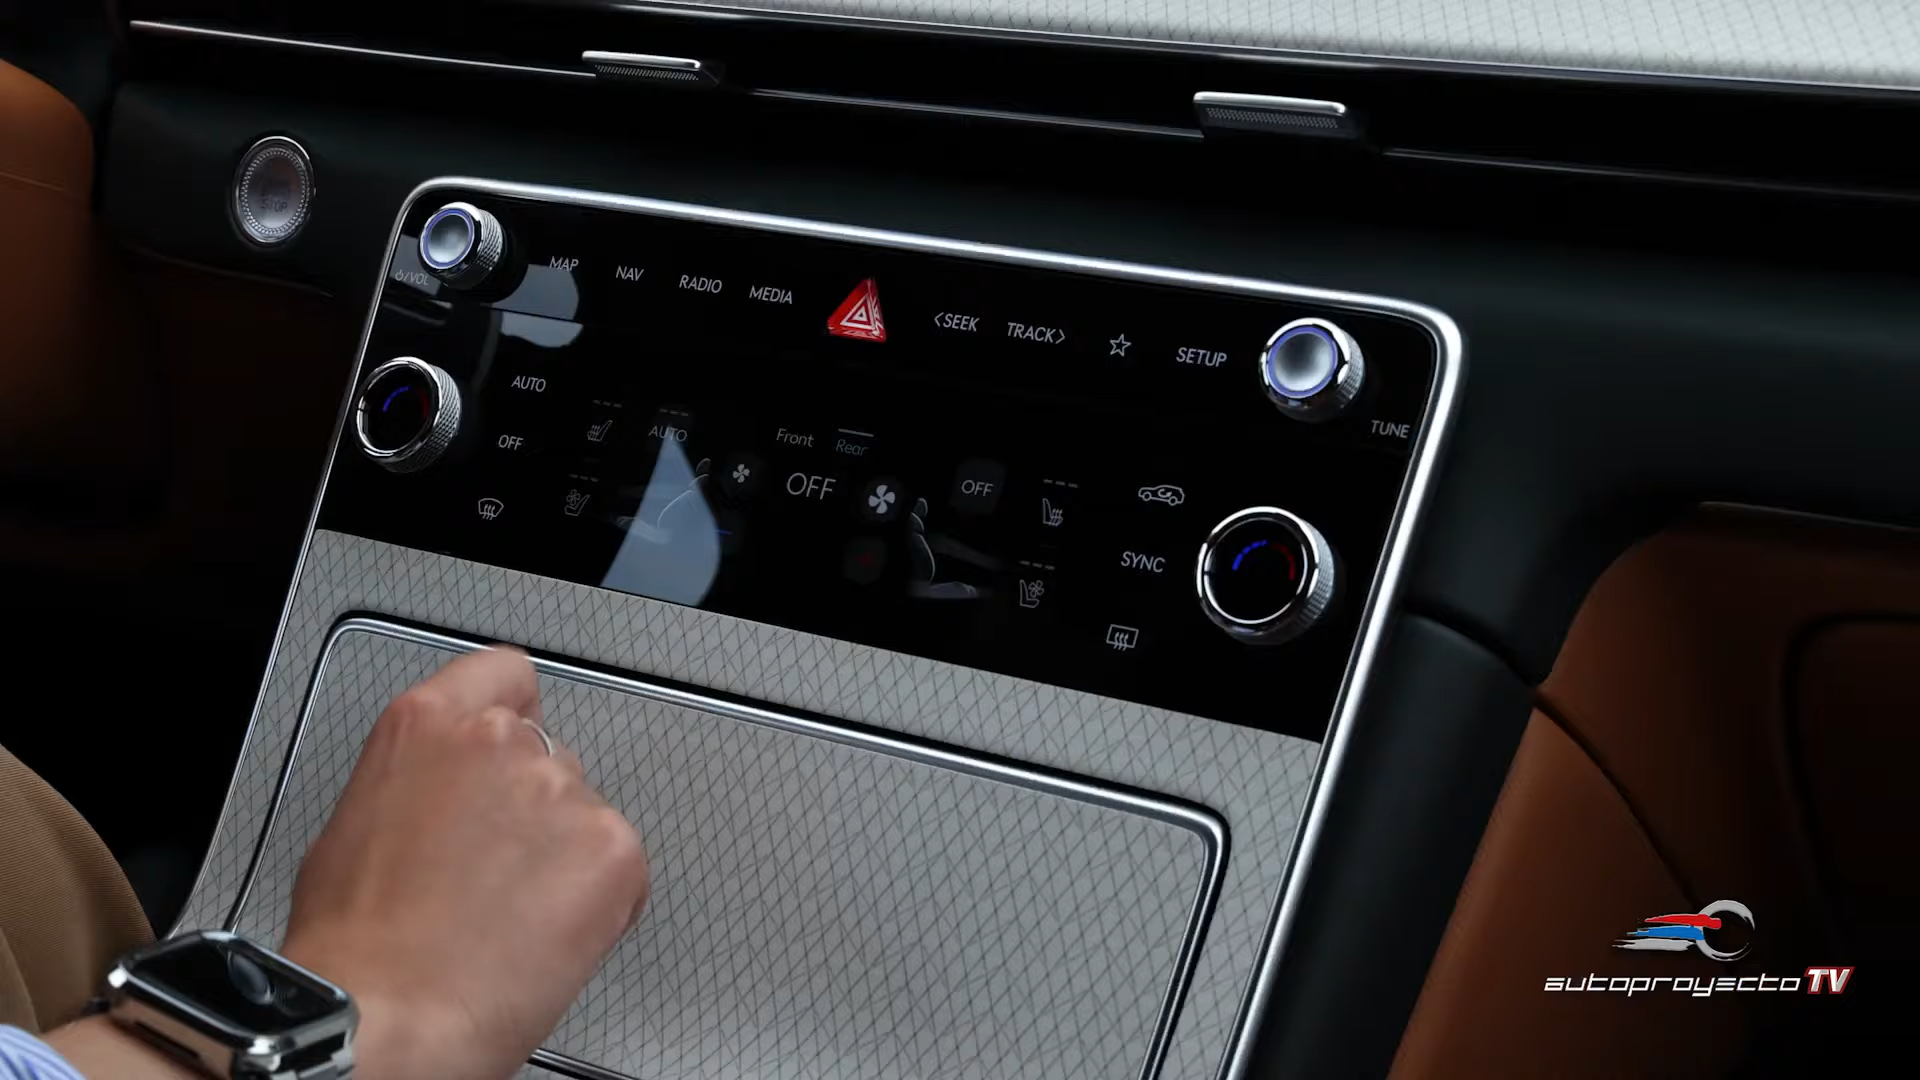 STOP
⏻/VOL
MAP
NAV
RADIO
MEDIA
<SEEK
TRACK>
SETUP
TUNE
AUTO
AUTO
Front
Rear
OFF
OFF
OFF
SYNC
autoproyecto TV